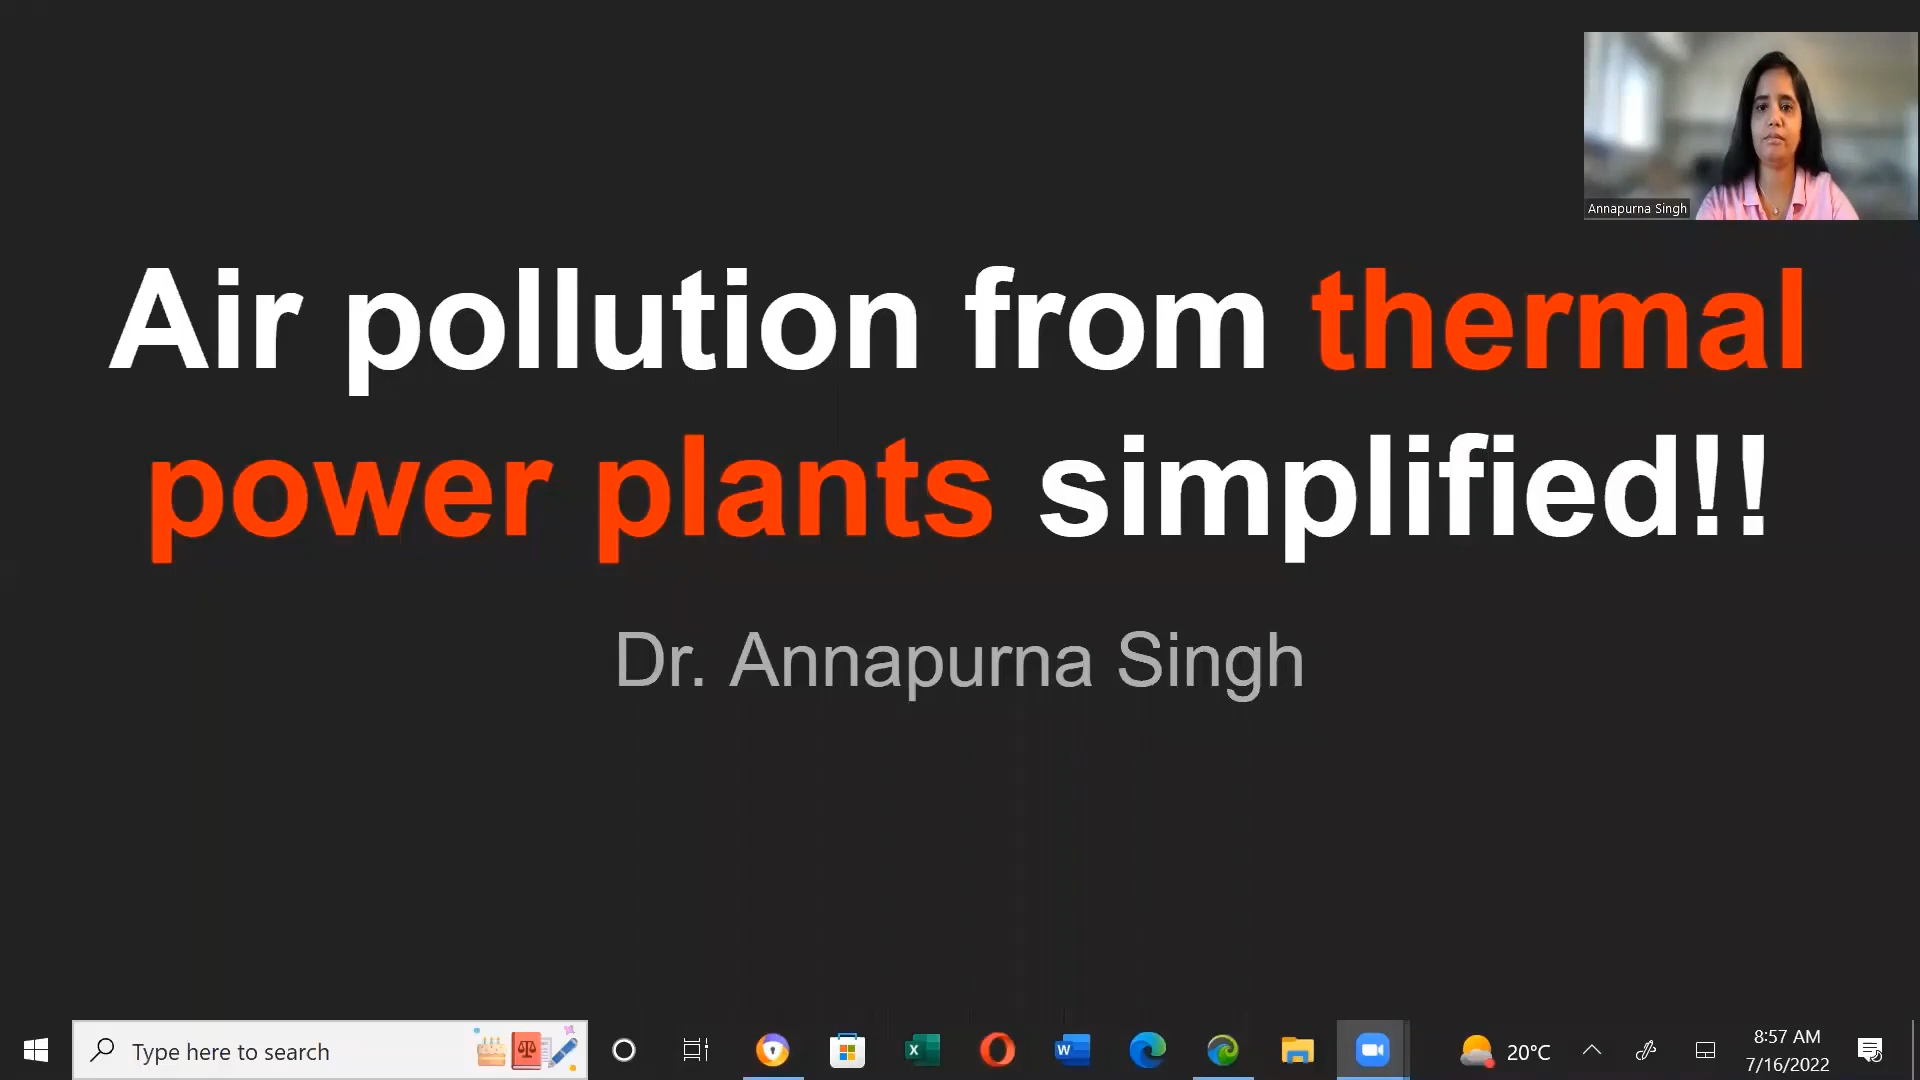 Annapurna Singh
Air pollution from thermal
power plants simplified!!
Dr. Annapurna Singh
Type here to search
20°C
8:57 AM
7/16/2022